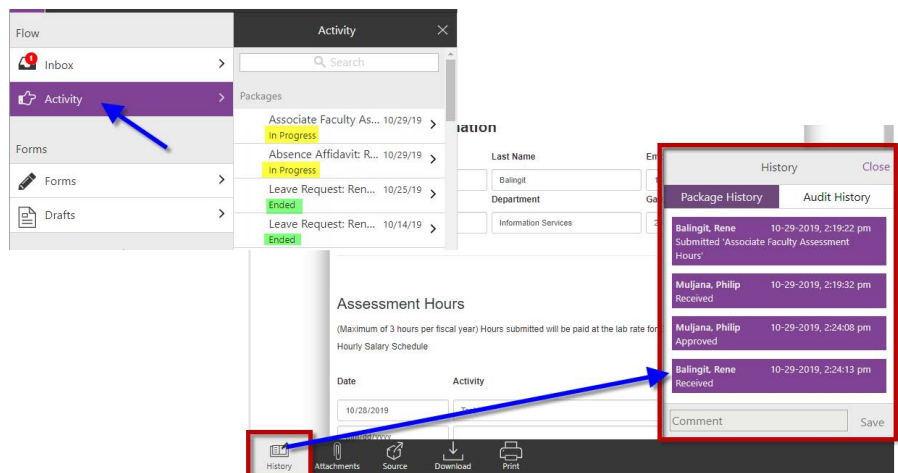 Flow
1
Inbox
Activity
Forms
Forms
Drafts
Activity
Search
Packages
Associate Faculty As... 10/29/19
In Progress
Absence Affidavit: R... 10/29/19
In Progress
Leave Request: Ren... 10/25/19
Ended
Leave Request: Ren... 10/14/19
Ended
Last Name
Balingit
Department
Information Services
Assessment Hours
(Maximum of 3 hours per fiscal year) Hours submitted will be paid at the lab rate for
Hourly Salary Schedule
Date Activity
10/28/2019
History Attachments Source Download Print
History Close
Package History Audit History
Balingit, Rene 10-29-2019, 2:19:22 pm
Submitted 'Associate Faculty Assessment
Hours'
Muljana, Philip 10-29-2019, 2:19:32 pm
Received
Muljana, Philip 10-29-2019, 2:24:08 pm
Approved
Balingit, Rene 10-29-2019, 2:24:13 pm
Received
Comment Save